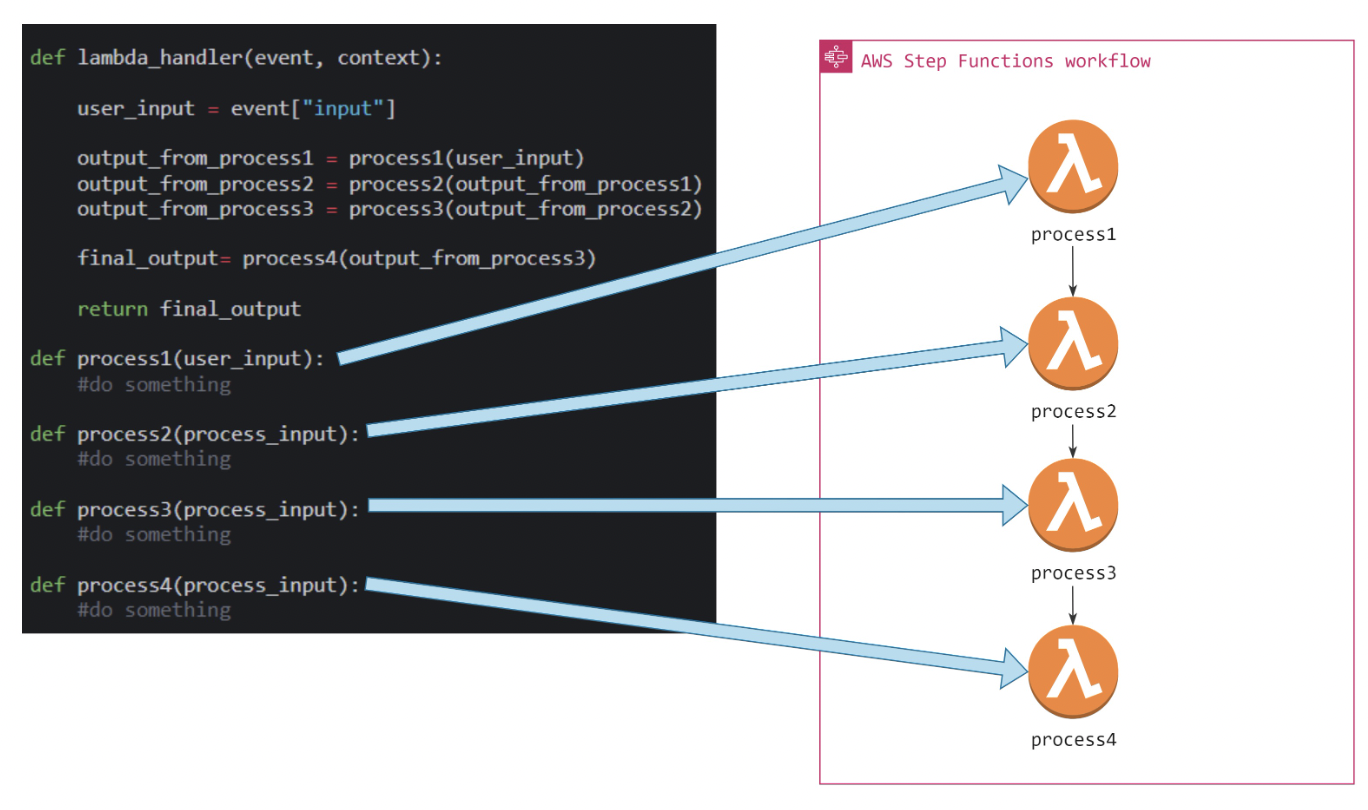 def lambda_handler(event, context):
user_input = event["input"]
output_from_process1 = process1(user_input)
output_from_process2 = process2(output_from_process1)
output_from_process3 = process3(output_from_process2)
final_output= process4(output_from_process3)
return final_output
def process1(user_input):
#do something
def process2(process_input):
#do something
def process3(process_input):
#do something
def process4(process_input):
#do something
AWS Step Functions workflow
process1
process2
process3
process4